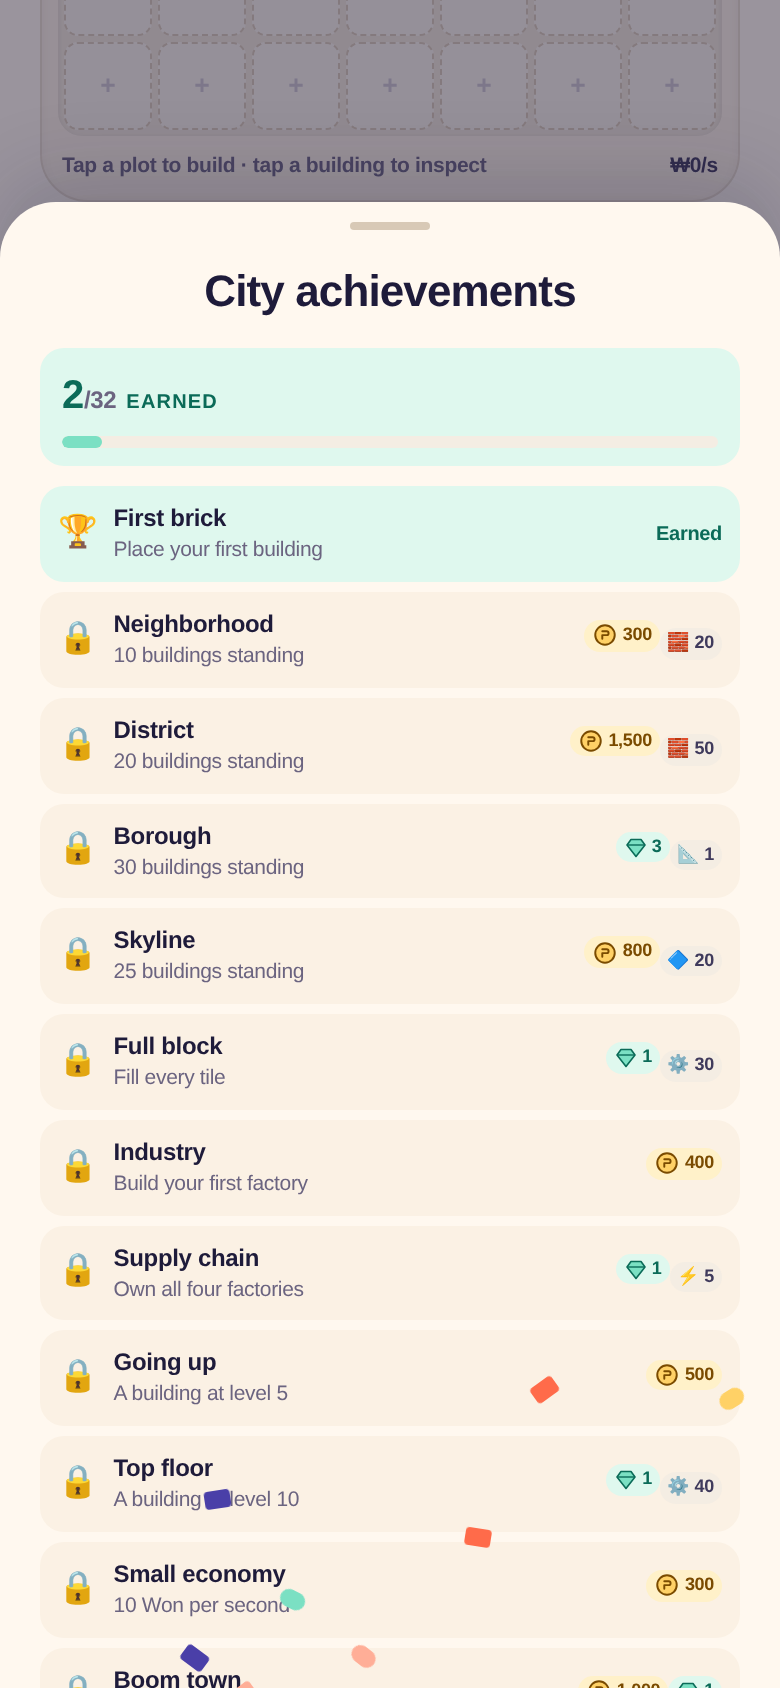 + + + + + + +
Tap a plot to build · tap a building to inspect ₩0/s
City achievements
2/32 EARNED
First brick
Place your first building
Earned
Neighborhood
10 buildings standing
300 20
District
20 buildings standing
1,500 50
Borough
30 buildings standing
3 1
Skyline
25 buildings standing
800 20
Full block
Fill every tile
1 30
Industry
Build your first factory
400
Supply chain
Own all four factories
1 5
Going up
A building at level 5
500
Top floor
A building level 10
1 40
Small economy
10 Won per second
300
Boom town
1